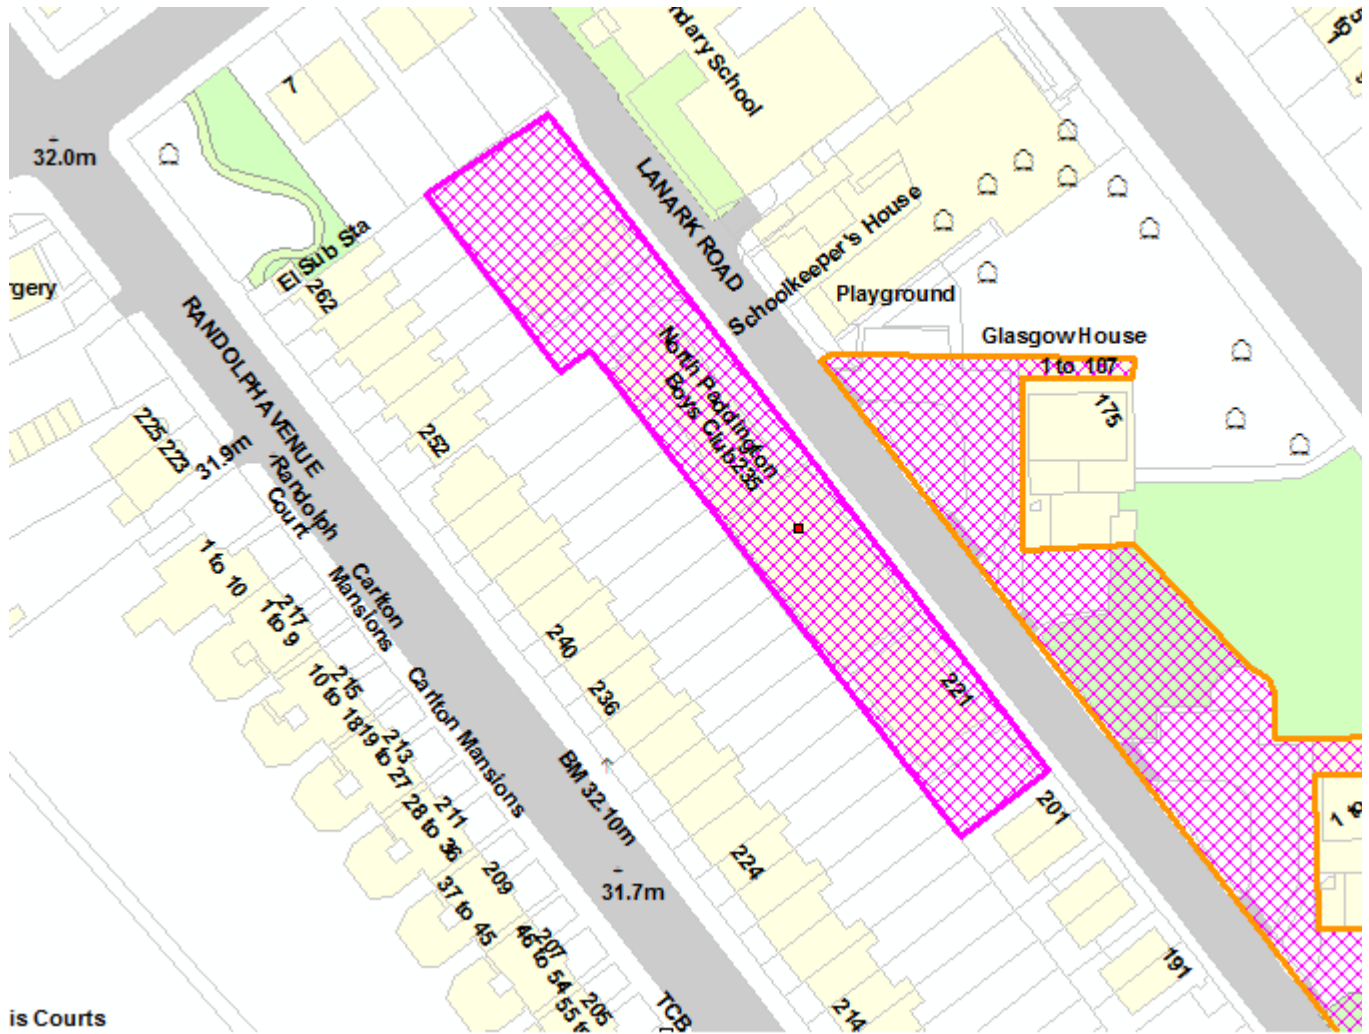 7
ndary School
32.0m
LANARK ROAD
El Sub Sta
262
rgery
Schoolkeeper's House
Playground
Glasgow House
1 to 107
175
RANDOLPH AVENUE
North Paddington
Boys Club
235
252
225
223
31.9m
Randolph
Court
1 to 10
217
1 to 9
Carlton
Mansions
240
236
221
215
10 to 18
Carlton Mansions
213
19 to 27
BM 32.10m
211
28 to 36
201
224
31.7m
209
37 to 45
207
46 to 54
205
55 t
191
214
TCB
is Courts